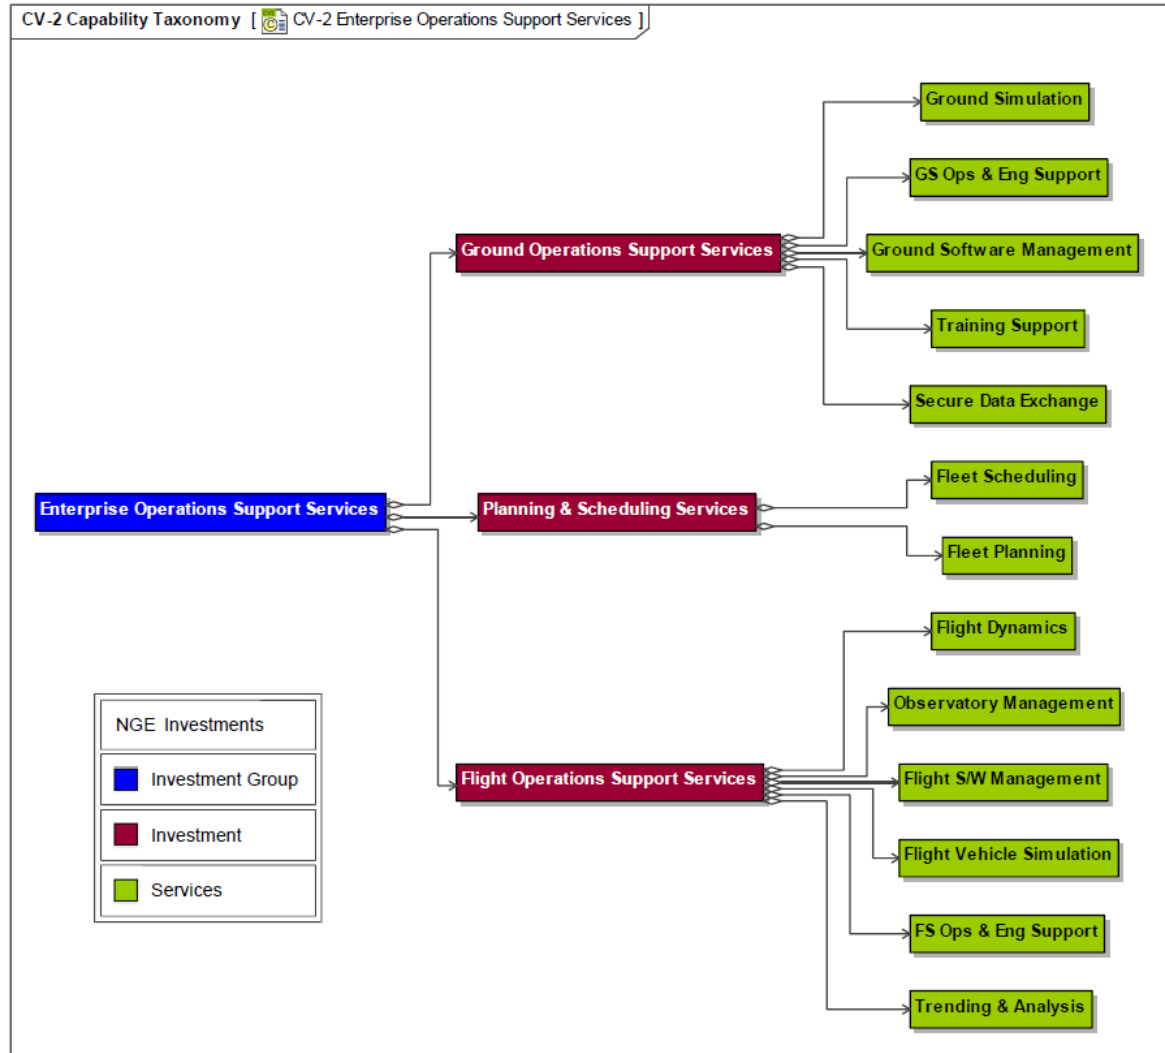 CV-2 Capability Taxonomy [ CV-2 Enterprise Operations Support Services ]
Ground Simulation
GS Ops & Eng Support
Ground Operations Support Services
Ground Software Management
Training Support
Secure Data Exchange
Fleet Scheduling
Enterprise Operations Support Services
Planning & Scheduling Services
Fleet Planning
Flight Dynamics
Observatory Management
Flight Operations Support Services
Flight S/W Management
Flight Vehicle Simulation
FS Ops & Eng Support
Trending & Analysis
NGE Investments
Investment Group
Investment
Services